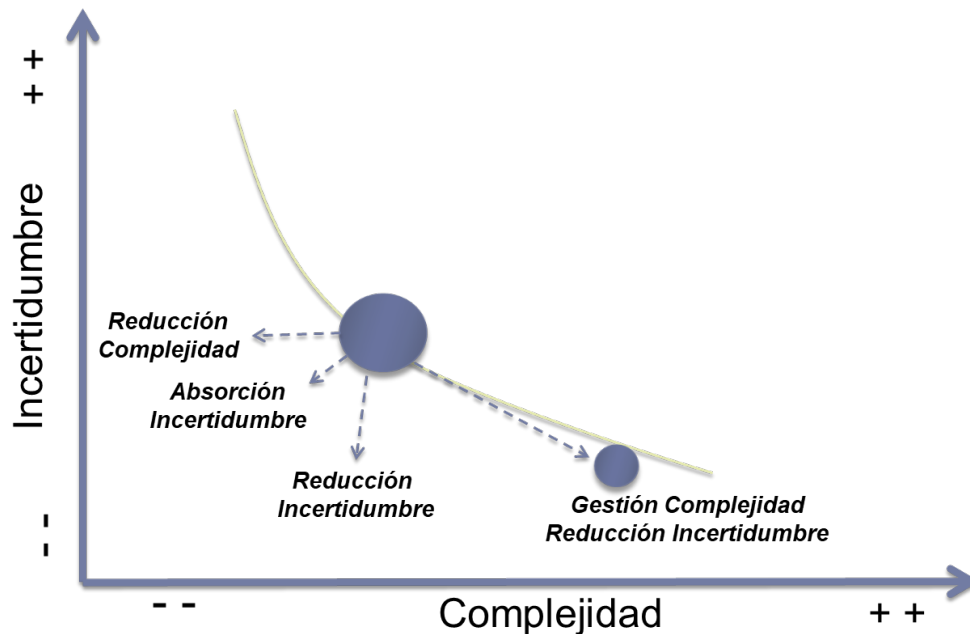 + +
Incertidumbre
- -
Reducción
Complejidad
Absorción
Incertidumbre
Reducción
Incertidumbre
Gestión Complejidad
Reducción Incertidumbre
- -
Complejidad
+ +